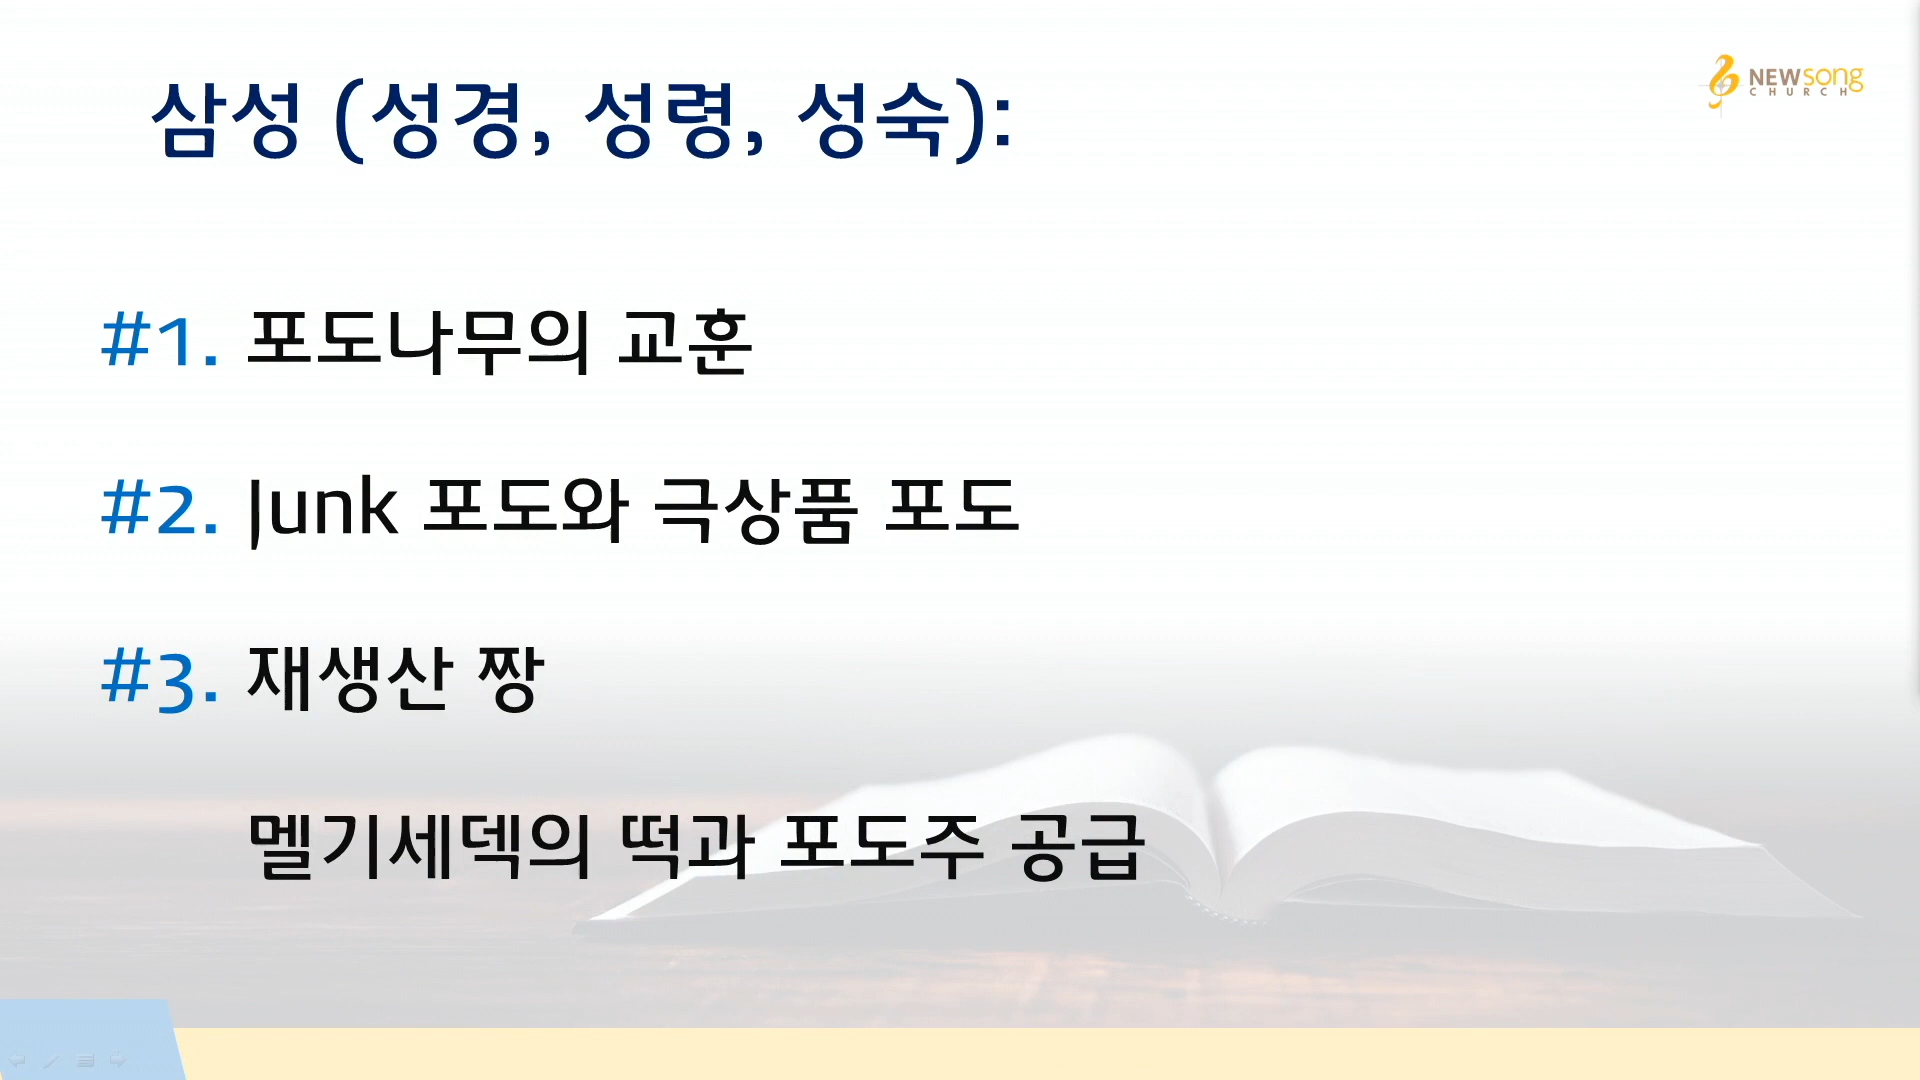 삼성 (성경, 성령, 성숙):
NEWsong
CHURCH
#1. 포도나무의 교훈
#2. Junk 포도와 극상품 포도
#3. 재생산 짱
멜기세덱의 떡과 포도주 공급